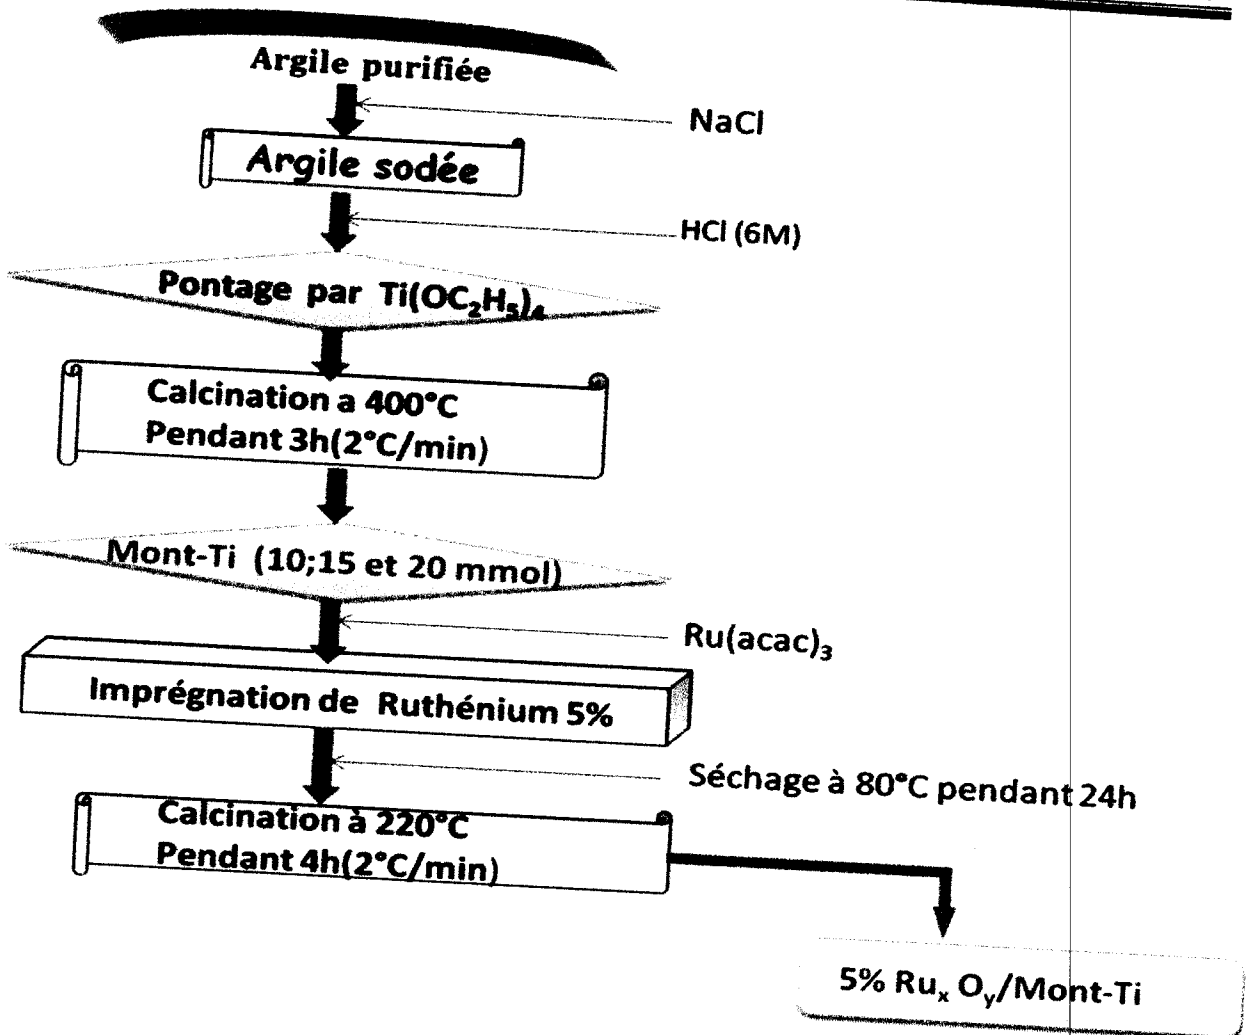 Argile purifiée
NaCl
Argile sodée
HCl (6M)
Pontage par Ti(OC₂H₅)₄
Calcination a 400°C
Pendant 3h(2°C/min)
Mont-Ti (10;15 et 20 mmol)
Ru(acac)₃
Imprégnation de Ruthénium 5%
Séchage à 80°C pendant 24h
Calcination à 220°C
Pendant 4h(2°C/min)
5% Ruₓ Oᵧ/Mont-Ti